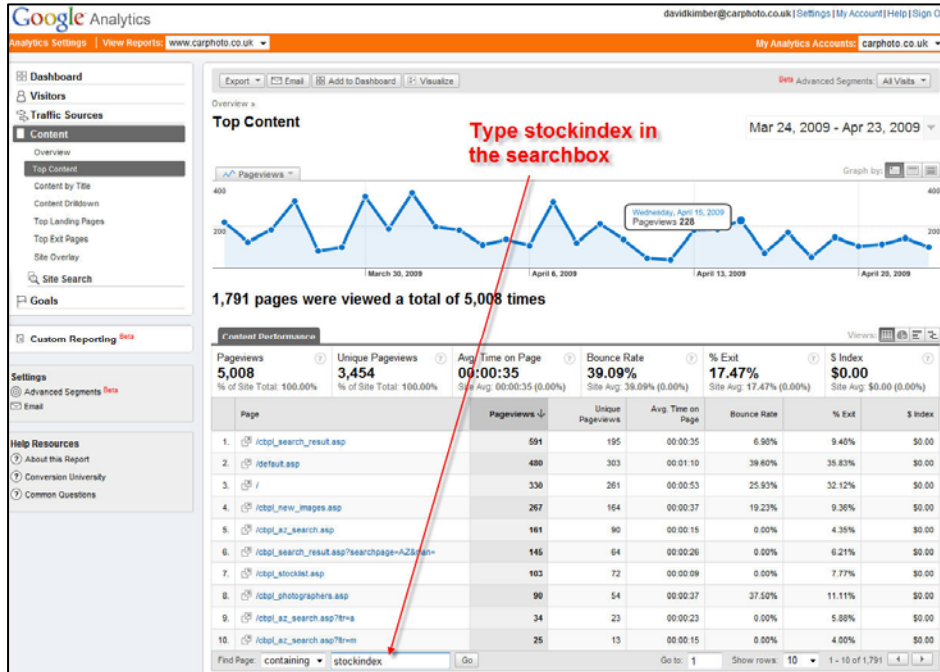 Google Analytics
davidkimber@carphoto.co.uk | Settings | My Account | Help | Sign O
Analytics Settings | View Reports: www.carphoto.co.uk
My Analytics Accounts: carphoto.co.uk
Dashboard
Visitors
Traffic Sources
Content
Overview
Top Content
Content by Title
Content Drilldown
Top Landing Pages
Top Exit Pages
Site Overlay
Site Search
Goals
Custom Reporting Beta
Settings
Advanced Segments Beta
Email
Help Resources
About this Report
Conversion University
Common Questions
Export Email Add to Dashboard Visualize
Beta Advanced Segments: All Visits
Overview »
Top Content
Type stockindex in
the searchbox
Mar 24, 2009 - Apr 23, 2009
Pageviews
Graph by:
400 400
200 200
Wednesday, April 15, 2009
Pageviews 228
March 30, 2009 April 6, 2009 April 13, 2009 April 20, 2009
1,791 pages were viewed a total of 5,008 times
Content Performance
Views:
Pageviews
5,008
% of Site Total: 100.00%
Unique Pageviews
3,454
% of Site Total: 100.00%
Avg. Time on Page
00:00:35
Site Avg: 00:00:35 (0.00%)
Bounce Rate
39.09%
Site Avg: 39.09% (0.00%)
% Exit
17.47%
Site Avg: 17.47% (0.00%)
$ Index
$0.00
Site Avg: $0.00 (0.00%)
Page Pageviews Unique Pageviews Avg. Time on Page Bounce Rate % Exit $ Index
1. /cbpl_search_result.asp 591 195 00:00:35 6.98% 9.48% $0.00
2. /default.asp 480 303 00:01:10 39.60% 35.83% $0.00
3. / 330 261 00:00:53 25.93% 32.12% $0.00
4. /cbpl_new_images.asp 267 164 00:00:37 19.23% 9.36% $0.00
5. /cbpl_az_search.asp 161 90 00:00:15 0.00% 4.35% $0.00
6. /cbpl_search_result.asp?searchpage=AZ&man= 145 64 00:00:26 0.00% 6.21% $0.00
7. /cbpl_stocklist.asp 103 72 00:00:09 0.00% 7.77% $0.00
8. /cbpl_photographers.asp 90 54 00:00:37 37.50% 11.11% $0.00
9. /cbpl_az_search.asp?ltr=a 34 23 00:00:23 0.00% 5.88% $0.00
10. /cbpl_az_search.asp?ltr=m 25 13 00:00:15 0.00% 4.00% $0.00
Find Page: containing stockindex Go Go to: 1 Show rows: 10 1 - 10 of 1,791